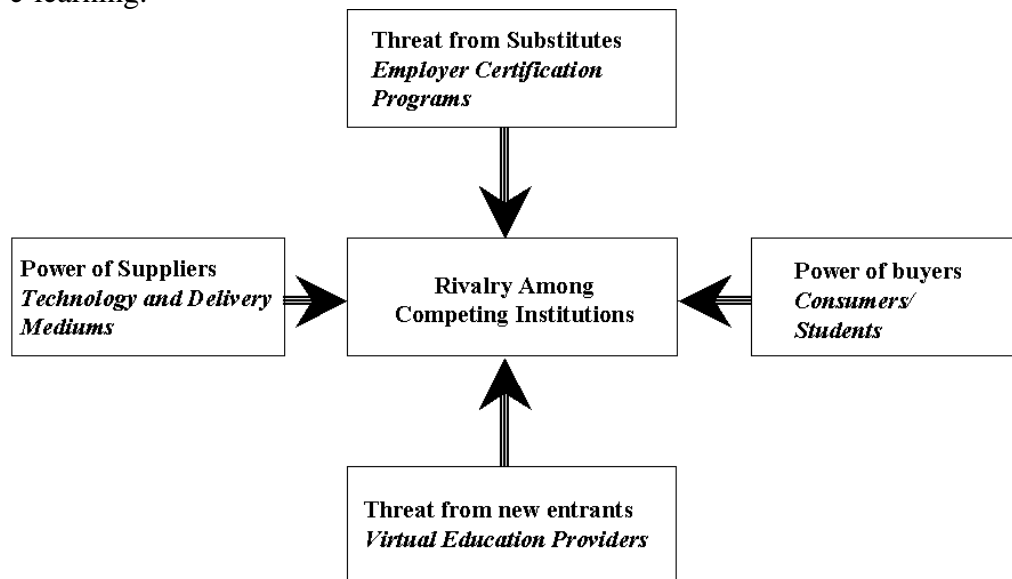 e-learning.
Threat from Substitutes
Employer Certification
Programs
Power of Suppliers
Technology and Delivery
Mediums
Rivalry Among
Competing Institutions
Power of buyers
Consumers/
Students
Threat from new entrants
Virtual Education Providers